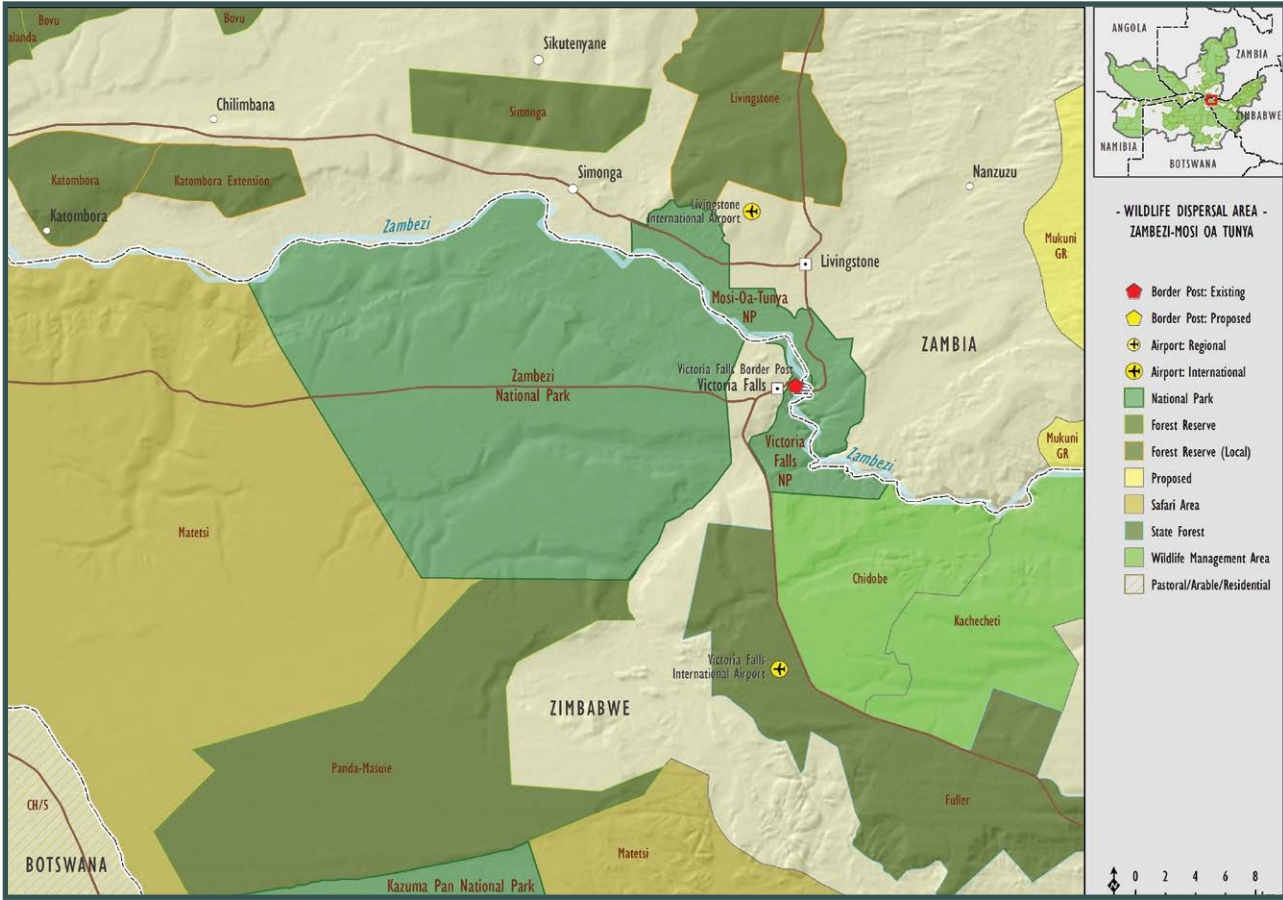 Bovu
alanda
Bovu
Sikutenyane
Chilimbana
Simonga
Livingstone
Katombora
Katombora Extension
Katombora
Simonga
Nanzuzu
Zambezi
Livingstone
International Airport
Livingstone
Mukuni
GR
Mosi-Oa-Tunya
NP
ZAMBIA
Zambezi
National Park
Victoria Falls Border Post
Victoria Falls
Victoria
Falls
NP
Zambezi
Mukuni
GR
Matetsi
Chidobe
Kachecheti
Victoria Falls
International Airport
ZIMBABWE
Panda-Masuie
CH/5
Fuller
BOTSWANA
Matetsi
Kazuma Pan National Park
ANGOLA
ZAMBIA
ZIMBABWE
NAMIBIA
BOTSWANA
- WILDLIFE DISPERSAL AREA -
ZAMBEZI-MOSI OA TUNYA
Border Post: Existing
Border Post: Proposed
Airport: Regional
Airport: International
National Park
Forest Reserve
Forest Reserve (Local)
Proposed
Safari Area
State Forest
Wildlife Management Area
Pastoral/Arable/Residential
N
0 2 4 6 8